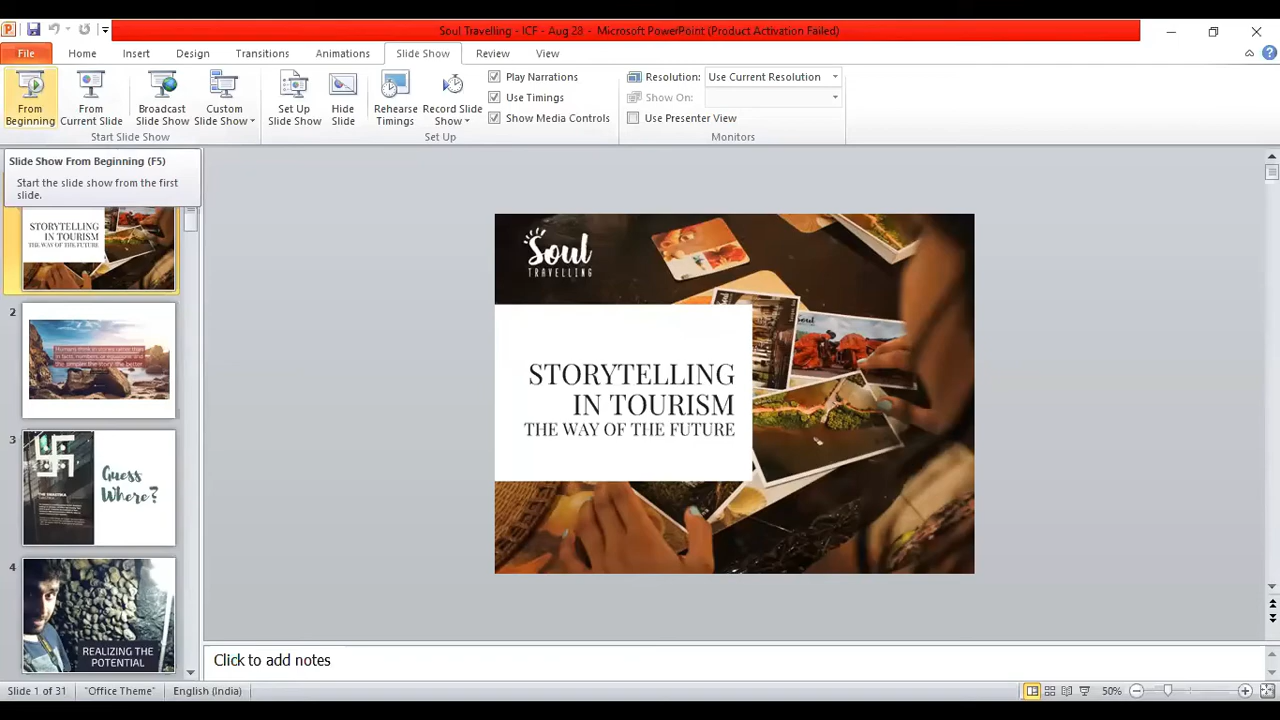 Soul Travelling - ICF - Aug 28 - Microsoft PowerPoint (Product Activation Failed)
File Home Insert Design Transitions Animations Slide Show Review View
From Beginning
From Current Slide
Broadcast Slide Show
Custom Slide Show
Start Slide Show
Set Up Slide Show
Hide Slide
Rehearse Timings
Record Slide Show
Play Narrations
Use Timings
Show Media Controls
Set Up
Resolution: Use Current Resolution
Show On:
Use Presenter View
Monitors
Slide Show From Beginning (F5)
Start the slide show from the first
slide.
STORYTELLING
IN TOURISM
THE WAY OF THE FUTURE
2
3
Guess
Where?
4
REALIZING THE
POTENTIAL
Soul
TRAVELLING
STORYTELLING
IN TOURISM
THE WAY OF THE FUTURE
Click to add notes
Slide 1 of 31 "Office Theme" English (India) 50%